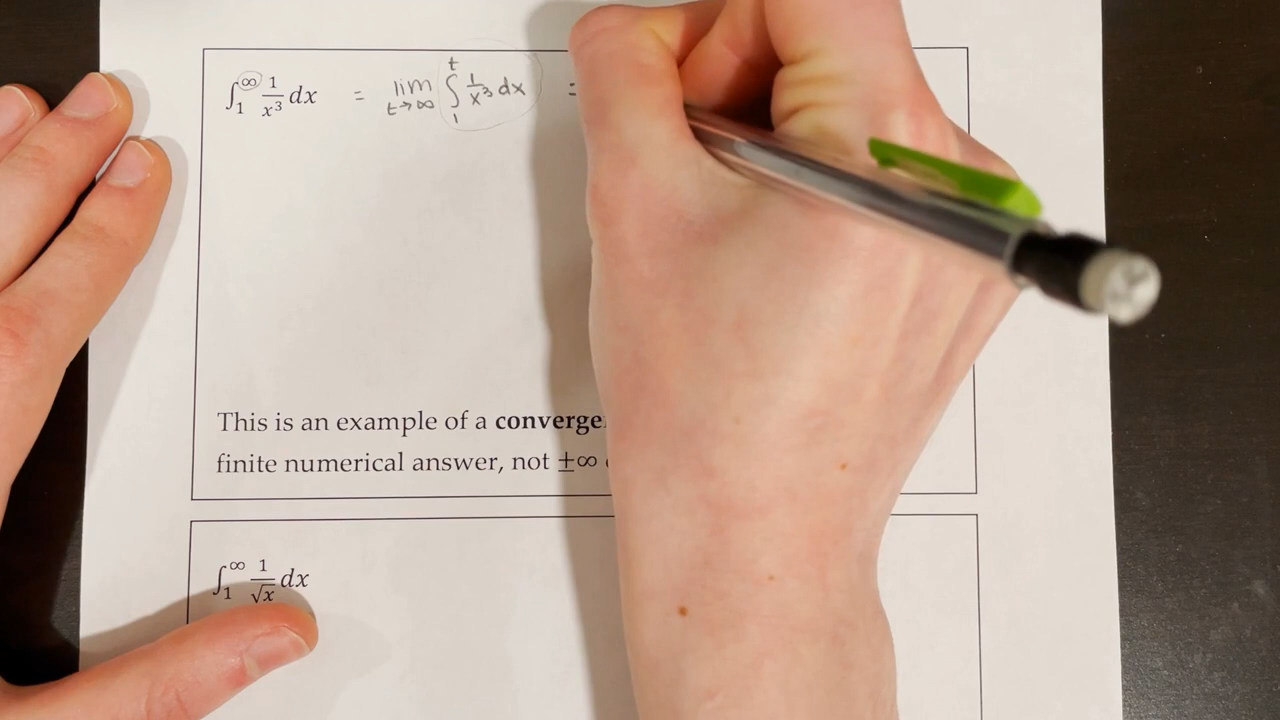 ∫₁^∞ 1/x³ dx = lim t→∞ ∫₁^t 1/x³ dx =
This is an example of a converge
finite numerical answer, not ±∞
∫₁^∞ 1/√x dx